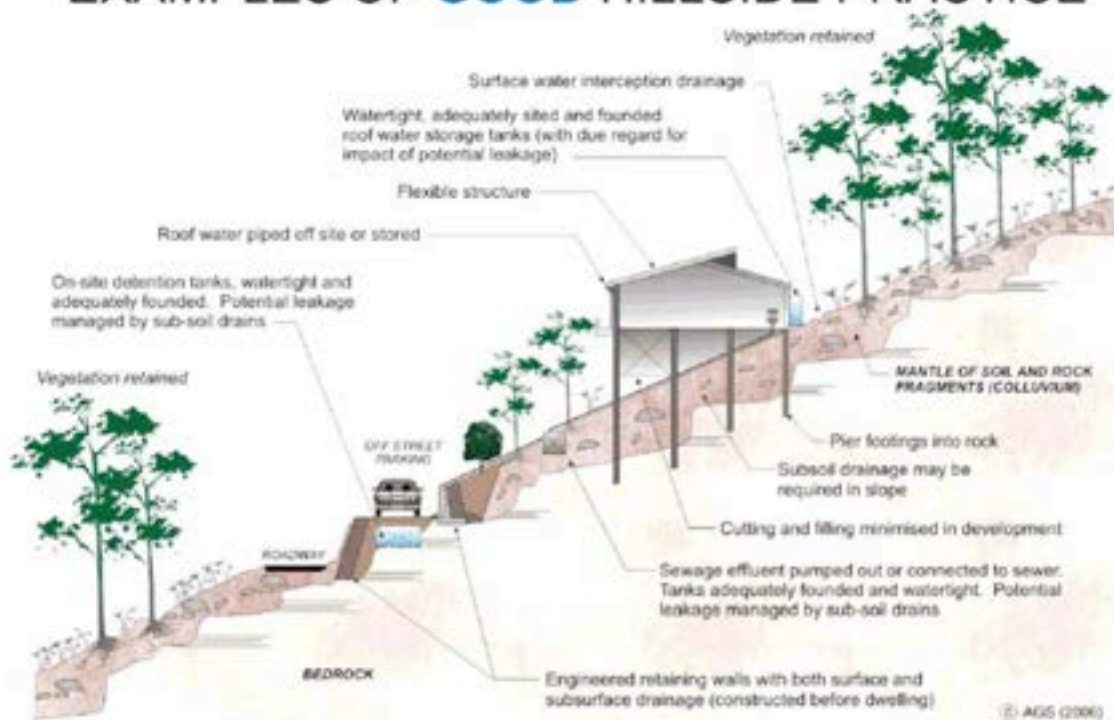 EXAMPLES OF GOOD HILLSIDE PRACTICE
Vegetation retained
Surface water interception drainage
Watertight, adequately sited and founded
roof water storage tanks (with due regard for
impact of potential leakage)
Flexible structure
Roof water piped off site or stored
On-site detention tanks, watertight and
adequately founded. Potential leakage
managed by sub-soil drains
Vegetation retained
MANTLE OF SOIL AND ROCK
FRAGMENTS (COLLUVIUM)
Pier footings into rock
Subsoil drainage may be
required in slope
OFF STREET
PARKING
Cutting and filling minimised in development
ROADWAY
Sewage effluent pumped out or connected to sewer.
Tanks adequately founded and watertight. Potential
leakage managed by sub-soil drains
BEDROCK
Engineered retaining walls with both surface and
subsurface drainage (constructed before dwelling)
© AGS (2006)